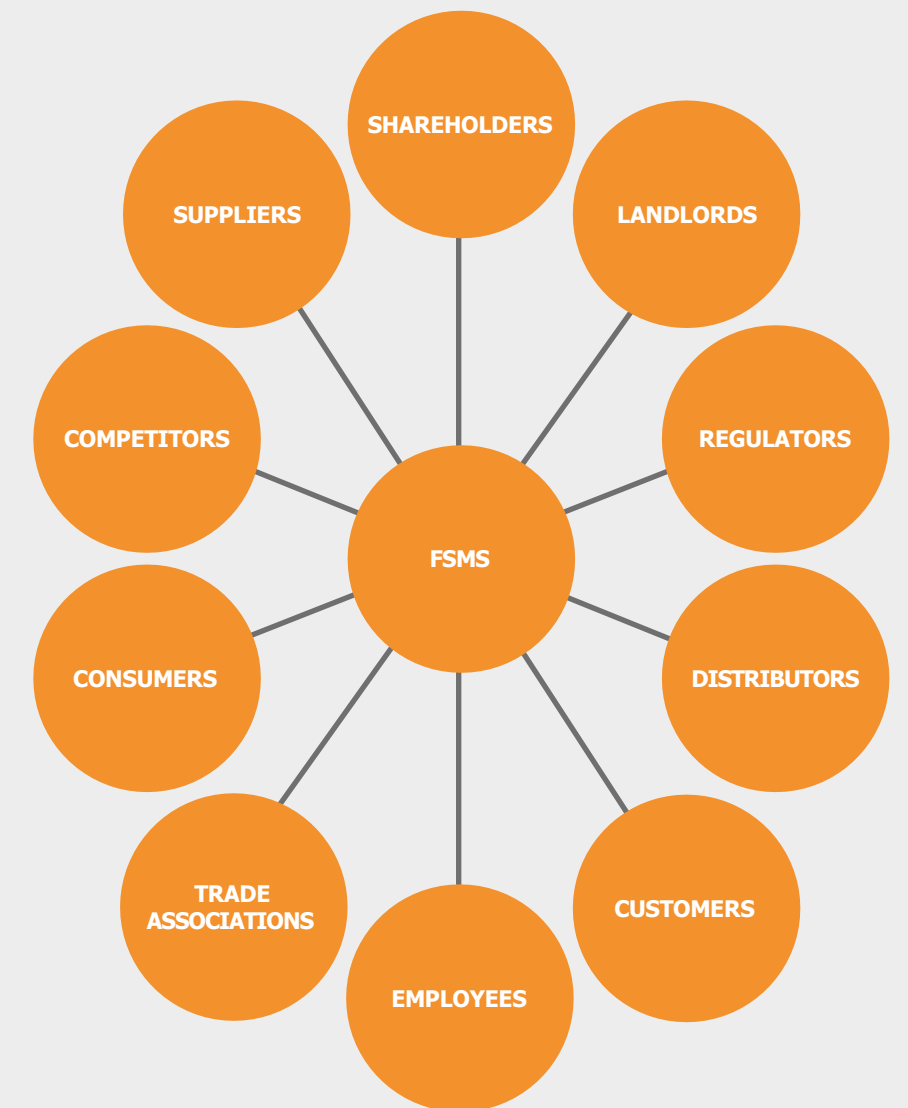 SHAREHOLDERS
SUPPLIERS
LANDLORDS
COMPETITORS
REGULATORS
FSMS
CONSUMERS
DISTRIBUTORS
TRADE
ASSOCIATIONS
CUSTOMERS
EMPLOYEES